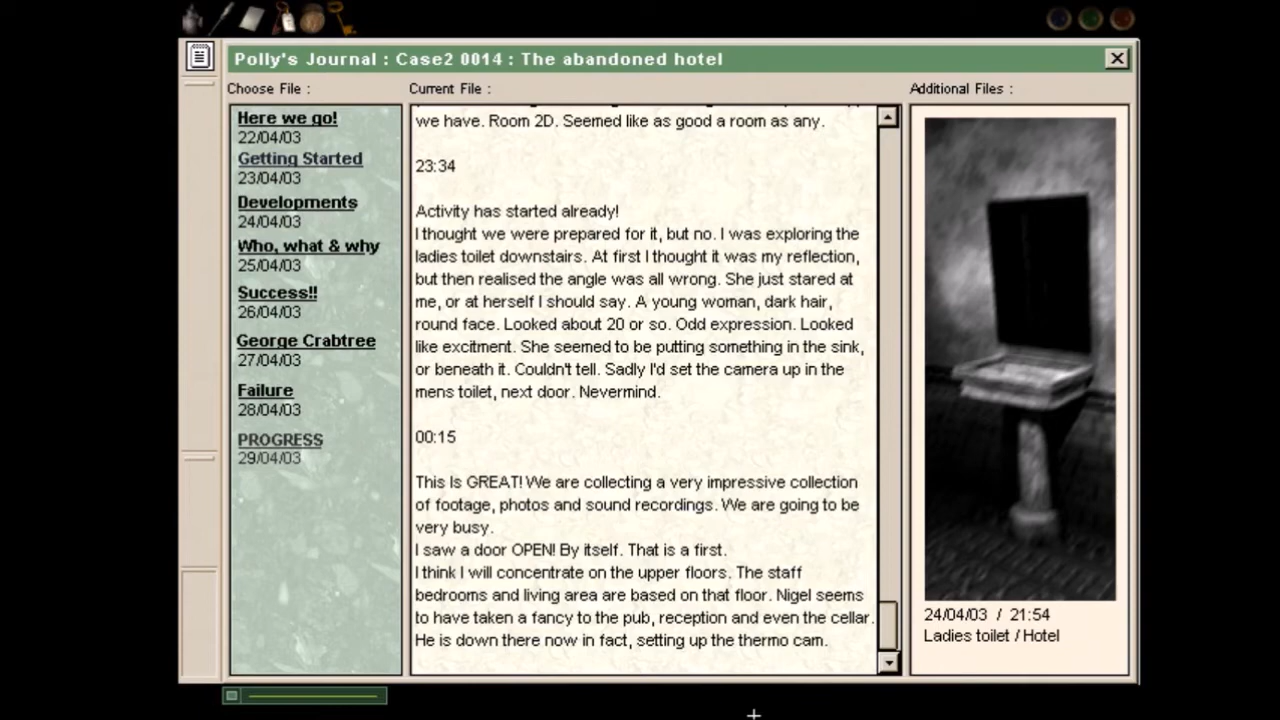 Polly's Journal : Case2 0014 : The abandoned hotel
Choose File :
Current File :
Additional Files :
Here we go!
22/04/03
Getting Started
23/04/03
Developments
24/04/03
Who, what & why
25/04/03
Success!!
26/04/03
George Crabtree
27/04/03
Failure
28/04/03
PROGRESS
29/04/03
we have. Room 2D. Seemed like as good a room as any.
23:34
Activity has started already!
I thought we were prepared for it, but no. I was exploring the
ladies toilet downstairs. At first I thought it was my reflection,
but then realised the angle was all wrong. She just stared at
me, or at herself I should say. A young woman, dark hair,
round face. Looked about 20 or so. Odd expression. Looked
like excitment. She seemed to be putting something in the sink,
or beneath it. Couldn't tell. Sadly I'd set the camera up in the
mens toilet, next door. Nevermind.
00:15
This Is GREAT! We are collecting a very impressive collection
of footage, photos and sound recordings. We are going to be
very busy.
I saw a door OPEN! By itself. That is a first.
I think I will concentrate on the upper floors. The staff
bedrooms and living area are based on that floor. Nigel seems
to have taken a fancy to the pub, reception and even the cellar.
He is down there now in fact, setting up the thermo cam.
24/04/03 / 21:54
Ladies toilet / Hotel